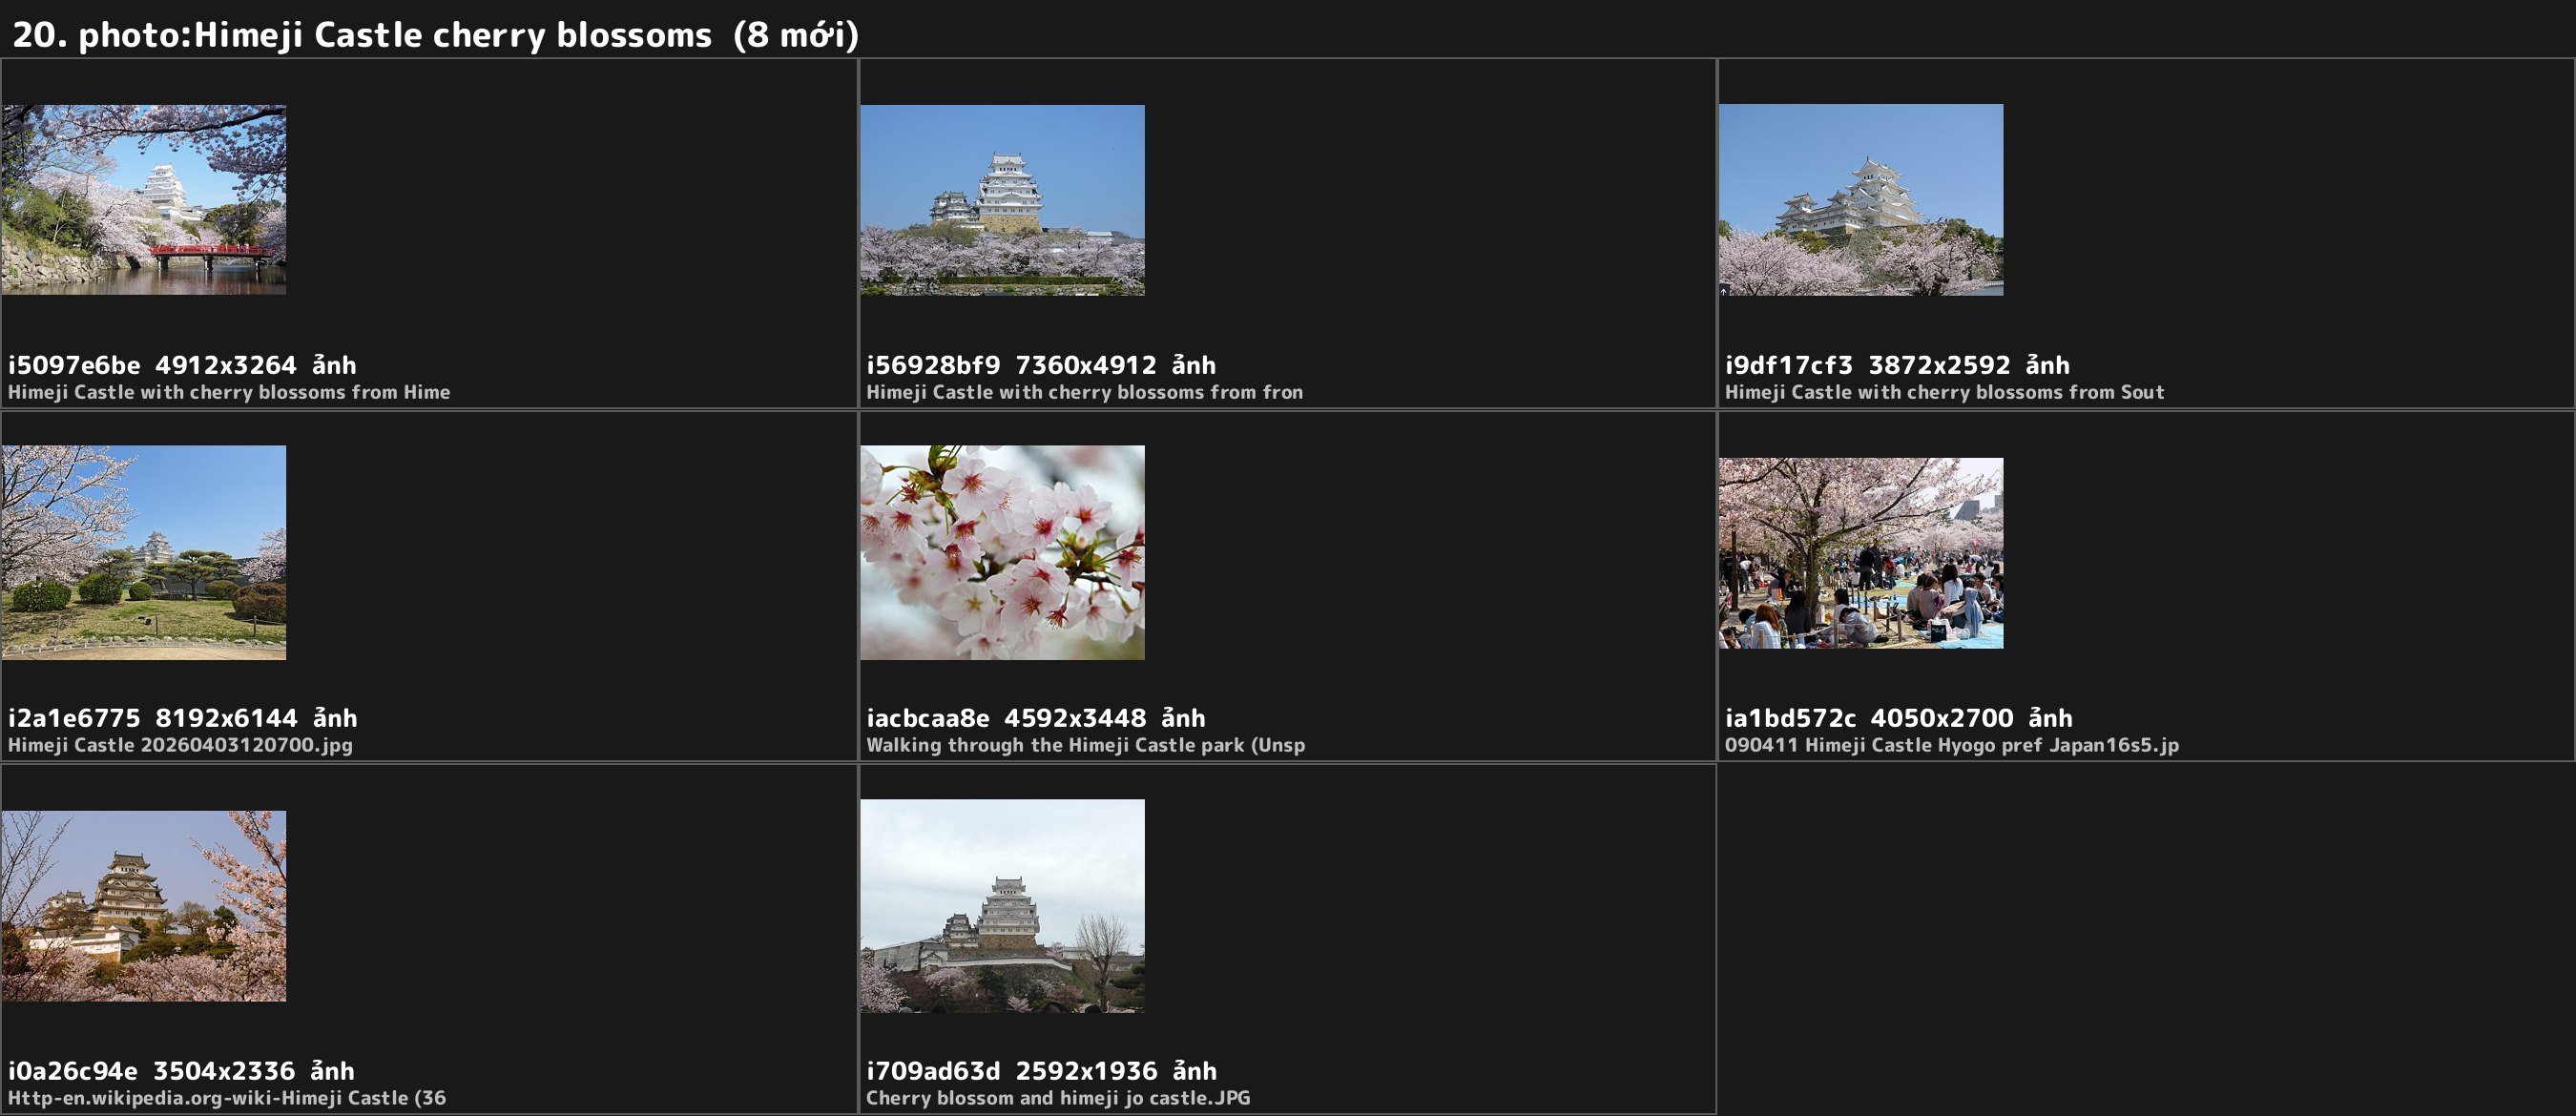 20. photo:Himeji Castle cherry blossoms (8 mới)
i5097e6be 4912x3264 ảnh
Himeji Castle with cherry blossoms from Hime
i56928bf9 7360x4912 ảnh
Himeji Castle with cherry blossoms from fron
i9df17cf3 3872x2592 ảnh
Himeji Castle with cherry blossoms from Sout
i2a1e6775 8192x6144 ảnh
Himeji Castle 20260403120700.jpg
iacbcaa8e 4592x3448 ảnh
Walking through the Himeji Castle park (Unsp
ia1bd572c 4050x2700 ảnh
090411 Himeji Castle Hyogo pref Japan16s5.jp
i0a26c94e 3504x2336 ảnh
Http-en.wikipedia.org-wiki-Himeji Castle (36
i709ad63d 2592x1936 ảnh
Cherry blossom and himeji jo castle.JPG